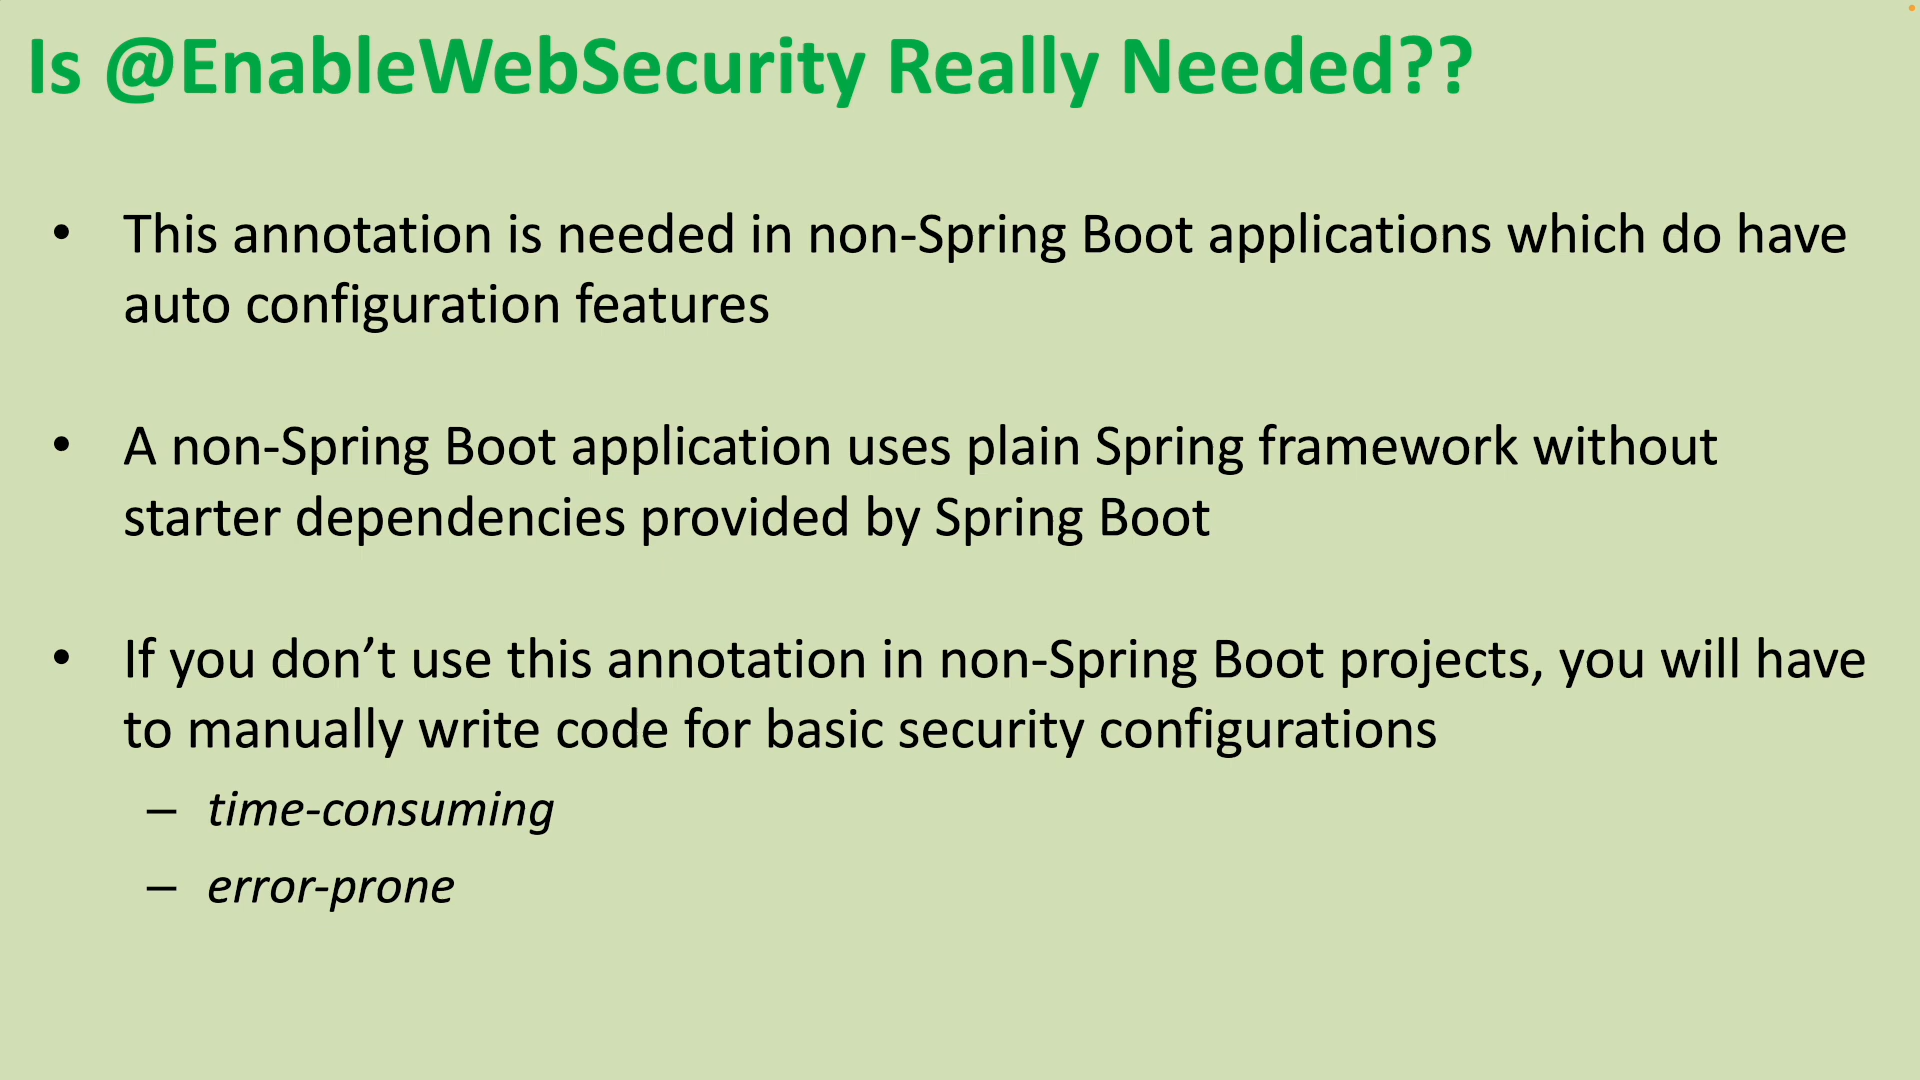 Is @EnableWebSecurity Really Needed??
• This annotation is needed in non-Spring Boot applications which do have
auto configuration features
• A non-Spring Boot application uses plain Spring framework without
starter dependencies provided by Spring Boot
• If you don’t use this annotation in non-Spring Boot projects, you will have
to manually write code for basic security configurations
– time-consuming
– error-prone